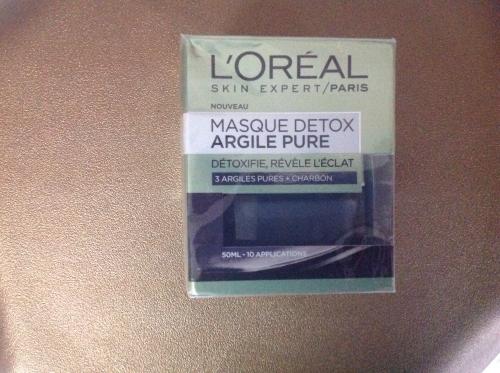 L'ORÉAL
SKIN EXPERT/PARIS
NOUVEAU
MASQUE DETOX
ARGILE PURE
DÉTOXIFIE, RÉVÈLE L'ÉCLAT
3 ARGILES PURES + CHARBON
50ML - 10 APPLICATIONS